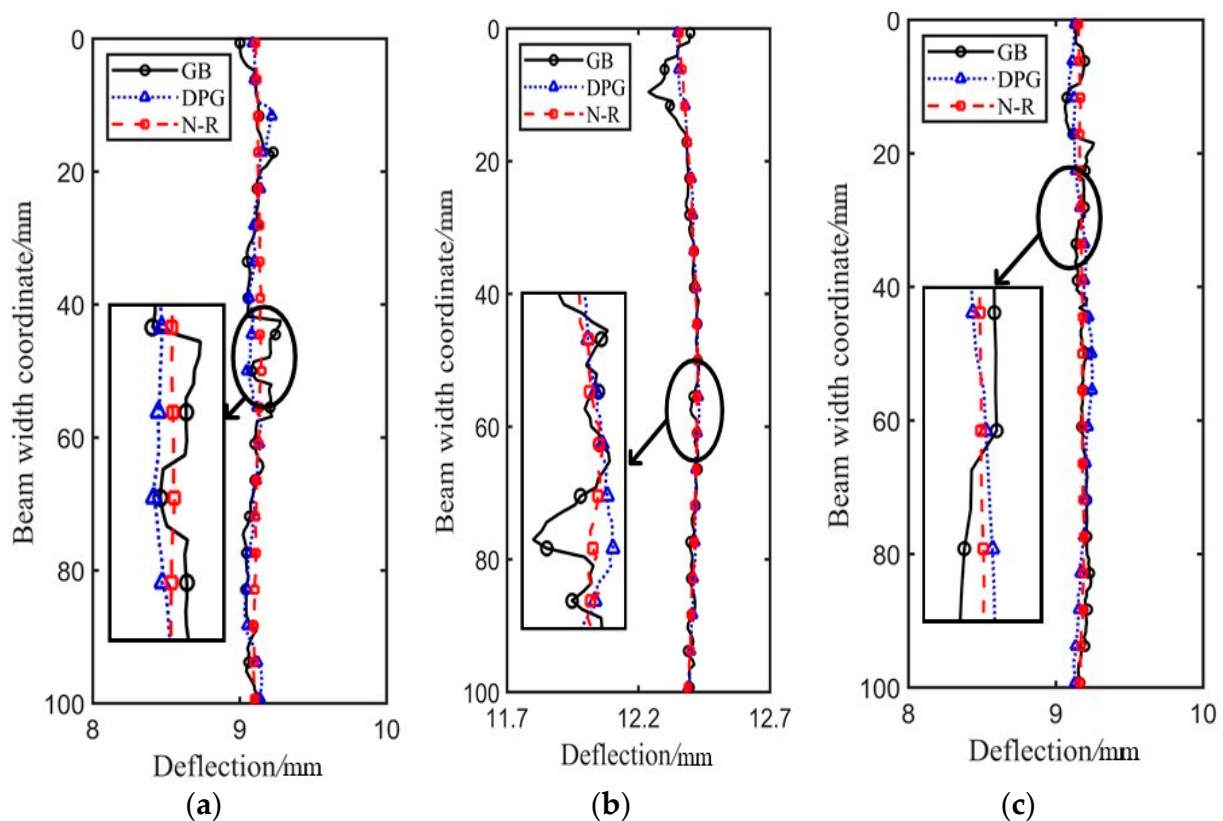 0
20
40
60
80
100
Beam width coordinate/mm
GB
DPG
N-R
8
9
10
Deflection/mm
(a)
0
20
40
60
80
100
Beam width coordinate/mm
GB
DPG
N-R
11.7
12.2
12.7
Deflection/mm
(b)
0
20
40
60
80
100
Beam width coordinate/mm
GB
DPG
N-R
8
9
10
Deflection/mm
(c)